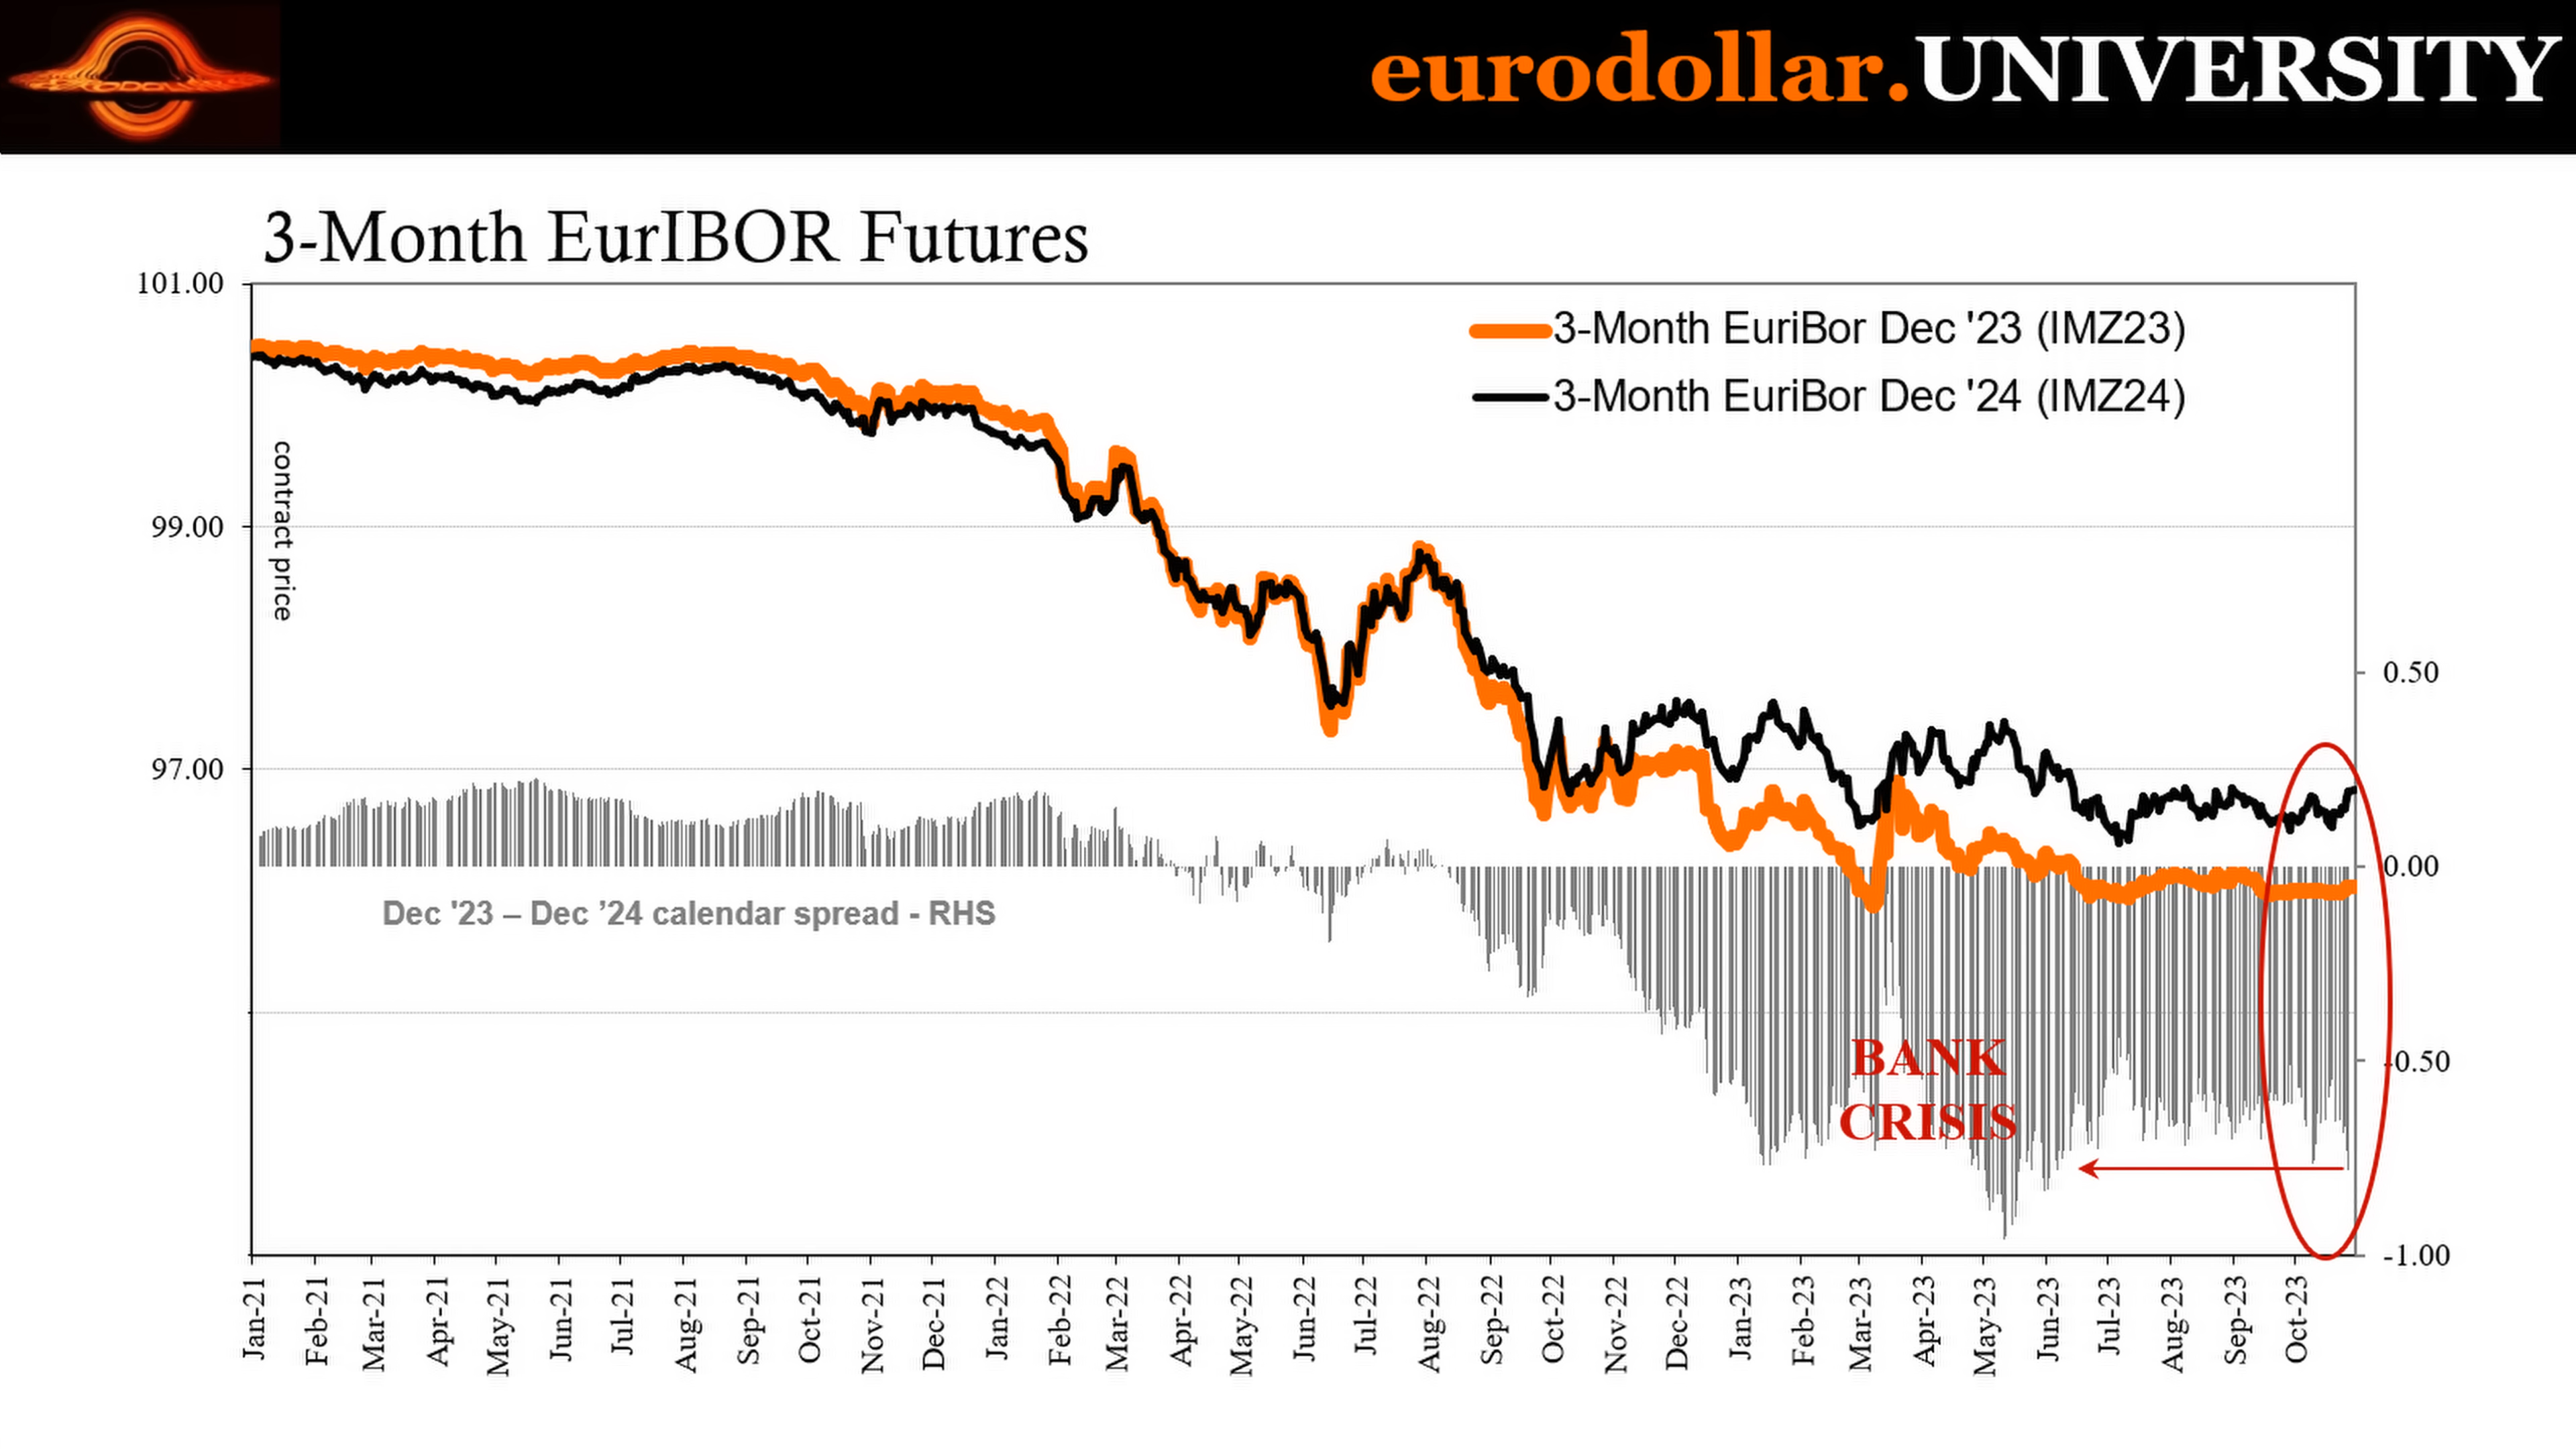 eurodollar.UNIVERSITY
3-Month EurIBOR Futures
101.00
99.00
97.00
contract price
3-Month EuriBor Dec '23 (IMZ23)
3-Month EuriBor Dec '24 (IMZ24)
0.50
0.00
-0.50
-1.00
Dec '23 – Dec ’24 calendar spread - RHS
BANK
CRISIS
Jan-21
Feb-21
Mar-21
Apr-21
May-21
Jun-21
Jul-21
Aug-21
Sep-21
Oct-21
Nov-21
Dec-21
Jan-22
Feb-22
Mar-22
Apr-22
May-22
Jun-22
Jul-22
Aug-22
Sep-22
Oct-22
Nov-22
Dec-22
Jan-23
Feb-23
Mar-23
Apr-23
May-23
Jun-23
Jul-23
Aug-23
Sep-23
Oct-23